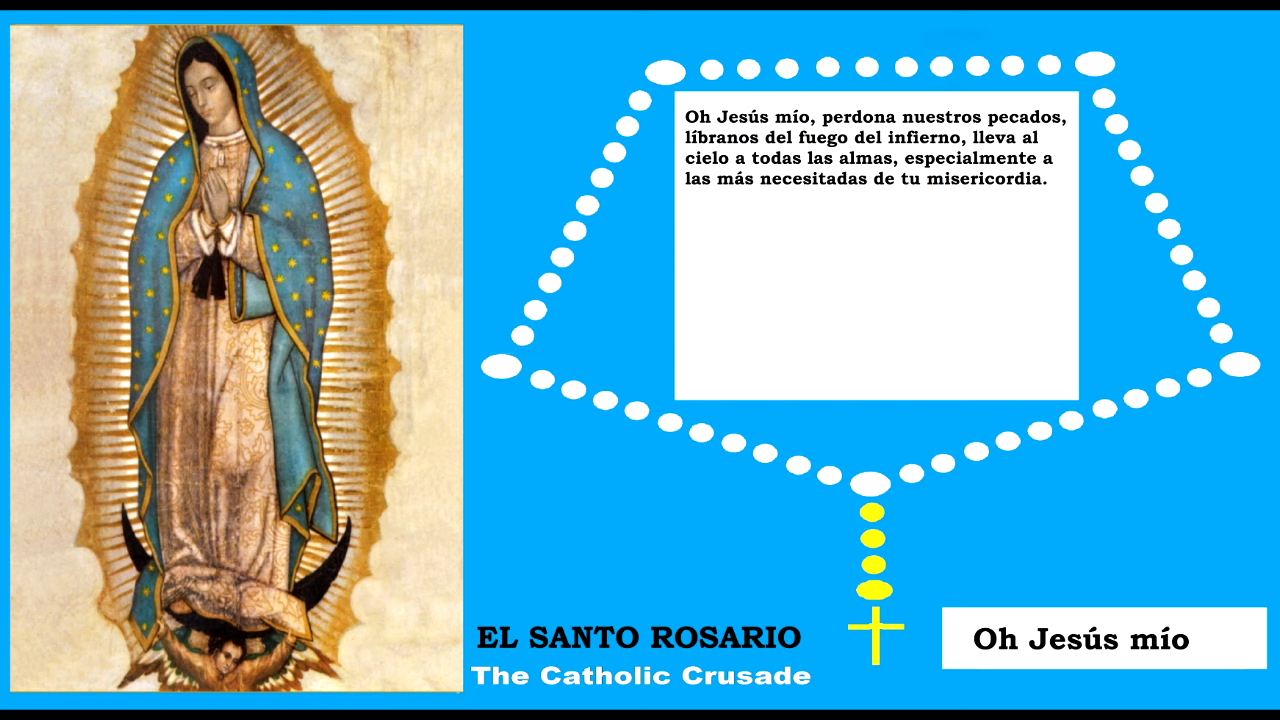 Oh Jesús mío, perdona nuestros pecados,
líbranos del fuego del infierno, lleva al
cielo a todas las almas, especialmente a
las más necesitadas de tu misericordia.
EL SANTO ROSARIO
The Catholic Crusade
Oh Jesús mío